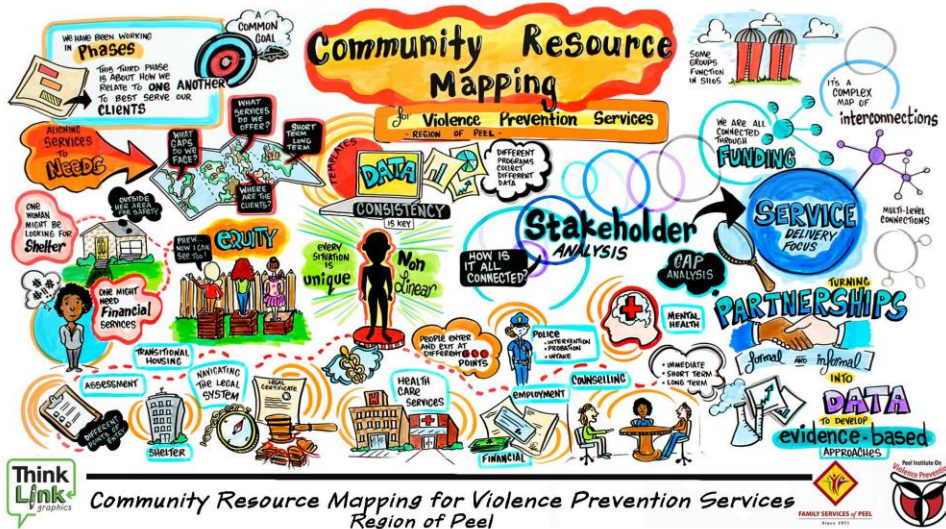 WE HAVE BEEN WORKING
IN Phases
THIS THIRD PHASE
IS ABOUT HOW WE
RELATE TO ONE ANOTHER
TO BEST SERVE OUR
CLIENTS
A
COMMON
GOAL
Community Resource
Mapping
for Violence Prevention Services
- REGION OF PEEL -
SOME
GROUPS
FUNCTION
IN SILOS
IT'S A
COMPLEX
MAP OF
interconnections
WE ARE ALL
CONNECTED
THROUGH
FUNDING
MULTI-LEVEL
CONNECTIONS
ALIGNING
SERVICES
TO
NEEDS
WHAT
GAPS DO
WE
FACE?
WHAT
SERVICES
DO WE
OFFER?
SHORT
TERM
LONG
TERM
WHERE
ARE THE
CLIENTS?
TEMPLATES
DATA
CONSISTENCY
IS KEY
DIFFERENT
PROGRAMS
COLLECT
DIFFERENT
DATA
Stakeholder
ANALYSIS
HOW IS
IT ALL
CONNECTED?
SERVICE
DELIVERY
FOCUS
GAP
ANALYSIS
ONE
WOMAN
MIGHT BE
LOOKING FOR
Shelter
OUTSIDE
HER AREA
FOR SAFETY
ONE MIGHT
NEED
Financial
SERVICES
PHEW...
NOW I CAN
SEE TOO!
EQUITY
EVERY
SITUATION
IS
unique
Non
Linear
PEOPLE ENTER
AND EXIT AT
DIFFERENT
POINTS
POLICE
• INTERVENTION
• PROBATION
• INTAKE
MENTAL
HEALTH
TURNING
PARTNERSHIPS
formal AND informal
INTO
DATA
TO DEVELOP
evidence-based
APPROACHES
TRANSITIONAL
HOUSING
ASSESSMENT
DIFFERENT
POINTS OF
ENTRY
SHELTER
NAVIGATING
THE LEGAL
SYSTEM
LEGAL
CERTIFICATE
HEALTH
CARE
SERVICES
EMPLOYMENT
FINANCIAL
COUNSELLING
• IMMEDIATE
• SHORT TERM
• LONG TERM
Think
Link
graphics
Community Resource Mapping for Violence Prevention Services
Region of Peel
FAMILY SERVICES of PEEL
Since 1971
Peel Institute On
Violence Prevention